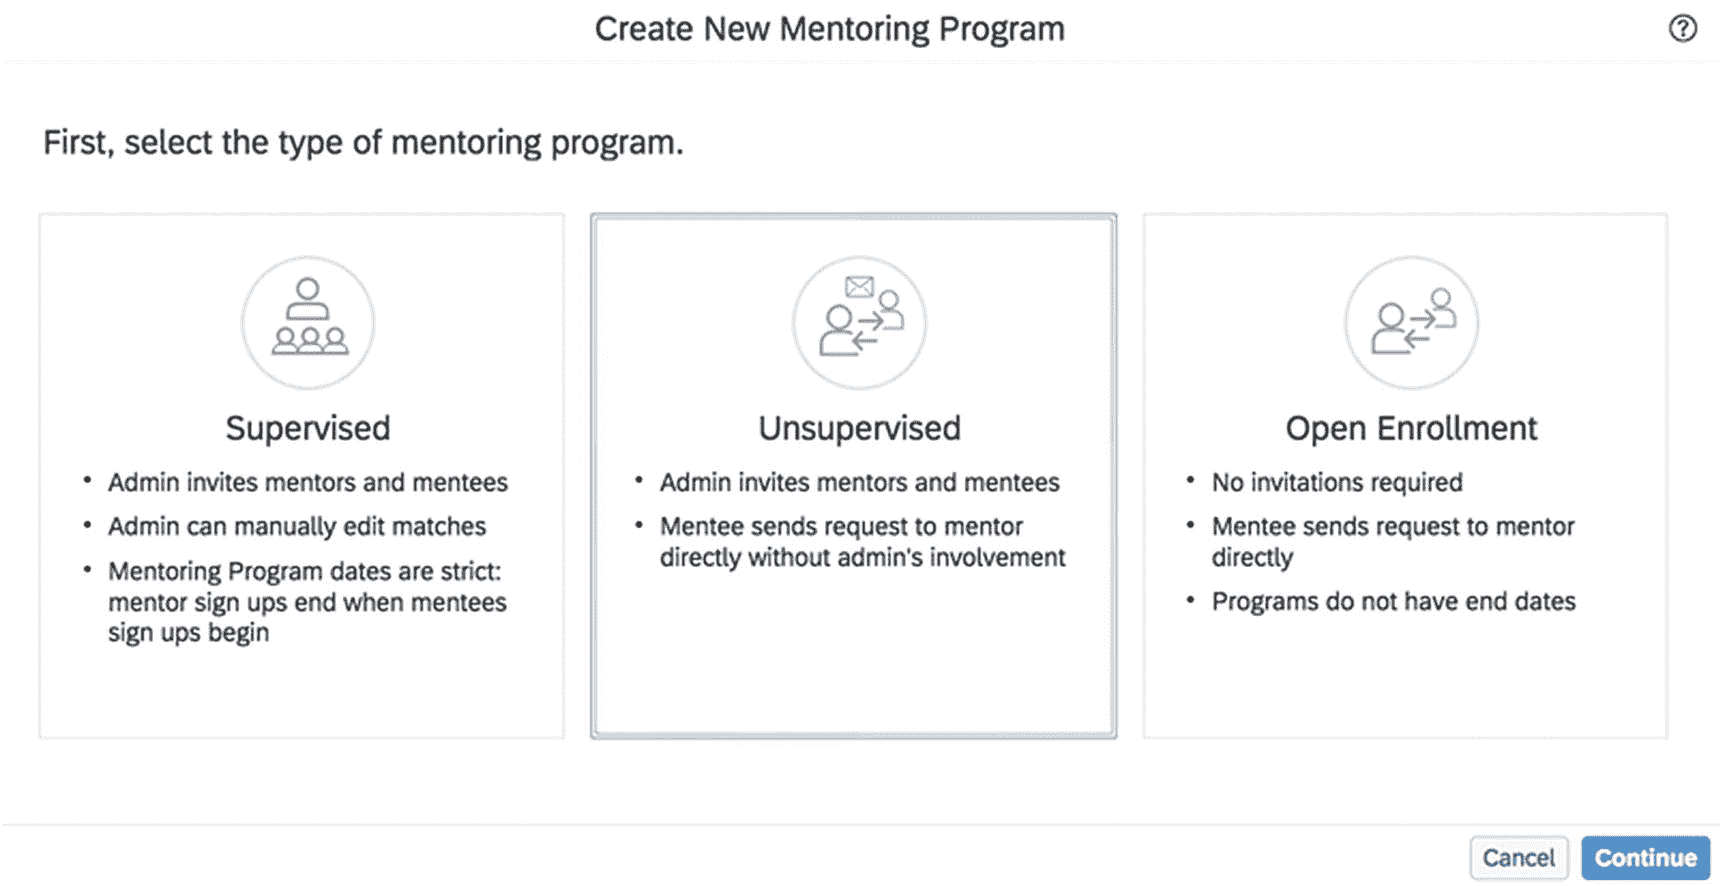 Create New Mentoring Program
First, select the type of mentoring program.
Supervised
• Admin invites mentors and mentees
• Admin can manually edit matches
• Mentoring Program dates are strict:
mentor sign ups end when mentees
sign ups begin
Unsupervised
• Admin invites mentors and mentees
• Mentee sends request to mentor
directly without admin's involvement
Open Enrollment
• No invitations required
• Mentee sends request to mentor
directly
• Programs do not have end dates
Cancel
Continue